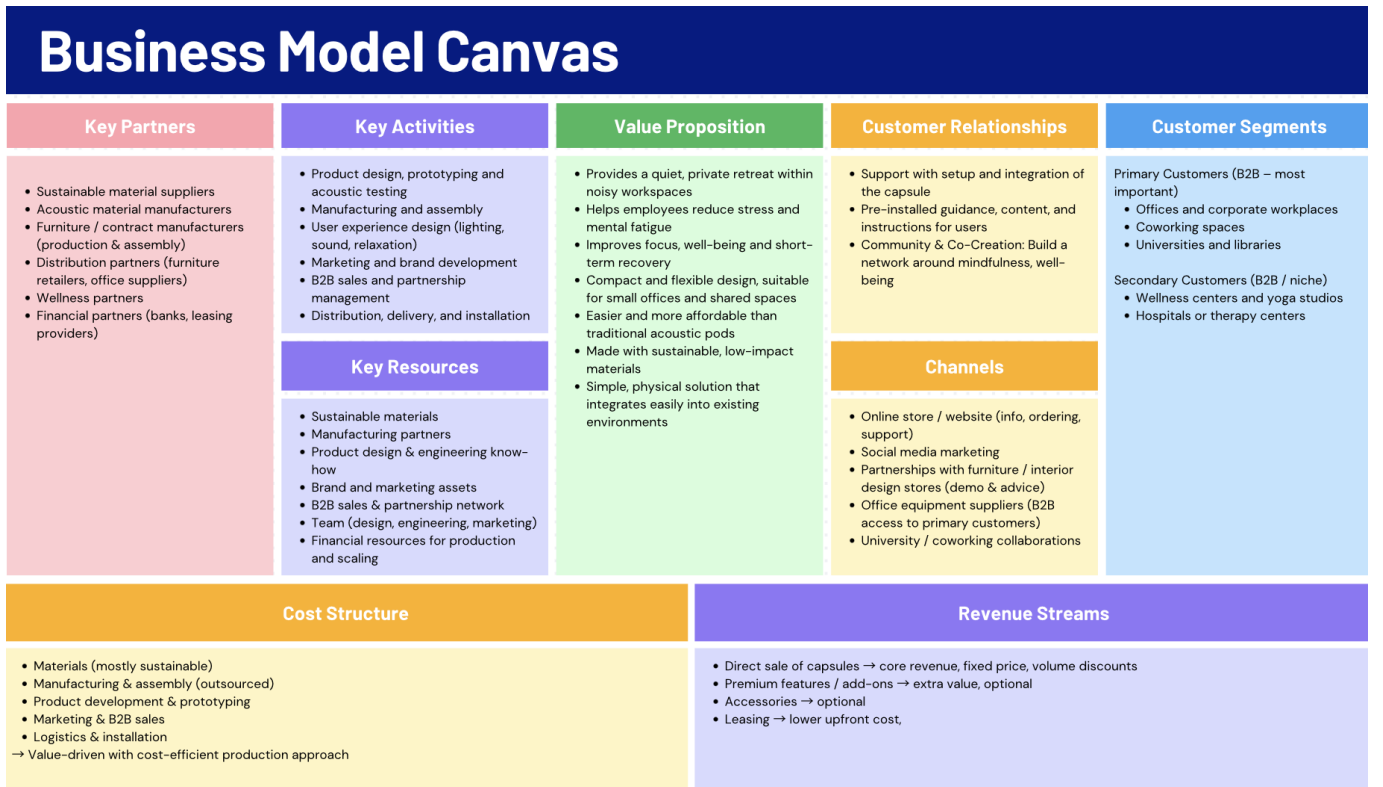 Business Model Canvas
Key Partners
• Sustainable material suppliers
• Acoustic material manufacturers
• Furniture / contract manufacturers
(production & assembly)
• Distribution partners (furniture
retailers, office suppliers)
• Wellness partners
• Financial partners (banks, leasing
providers)
Key Activities
• Product design, prototyping and
acoustic testing
• Manufacturing and assembly
• User experience design (lighting,
sound, relaxation)
• Marketing and brand development
• B2B sales and partnership
management
• Distribution, delivery, and installation
Key Resources
• Sustainable materials
• Manufacturing partners
• Product design & engineering know-
how
• Brand and marketing assets
• B2B sales & partnership network
• Team (design, engineering, marketing)
• Financial resources for production
and scaling
Value Proposition
• Provides a quiet, private retreat within
noisy workspaces
• Helps employees reduce stress and
mental fatigue
• Improves focus, well-being and short-
term recovery
• Compact and flexible design, suitable
for small offices and shared spaces
• Easier and more affordable than
traditional acoustic pods
• Made with sustainable, low-impact
materials
• Simple, physical solution that
integrates easily into existing
environments
Customer Relationships
• Support with setup and integration of
the capsule
• Pre-installed guidance, content, and
instructions for users
• Community & Co-Creation: Build a
network around mindfulness, well-
being
Channels
• Online store / website (info, ordering,
support)
• Social media marketing
• Partnerships with furniture / interior
design stores (demo & advice)
• Office equipment suppliers (B2B
access to primary customers)
• University / coworking collaborations
Customer Segments
Primary Customers (B2B – most
important)
• Offices and corporate workplaces
• Coworking spaces
• Universities and libraries
Secondary Customers (B2B / niche)
• Wellness centers and yoga studios
• Hospitals or therapy centers
Cost Structure
• Materials (mostly sustainable)
• Manufacturing & assembly (outsourced)
• Product development & prototyping
• Marketing & B2B sales
• Logistics & installation
→ Value-driven with cost-efficient production approach
Revenue Streams
• Direct sale of capsules → core revenue, fixed price, volume discounts
• Premium features / add-ons → extra value, optional
• Accessories → optional
• Leasing → lower upfront cost,